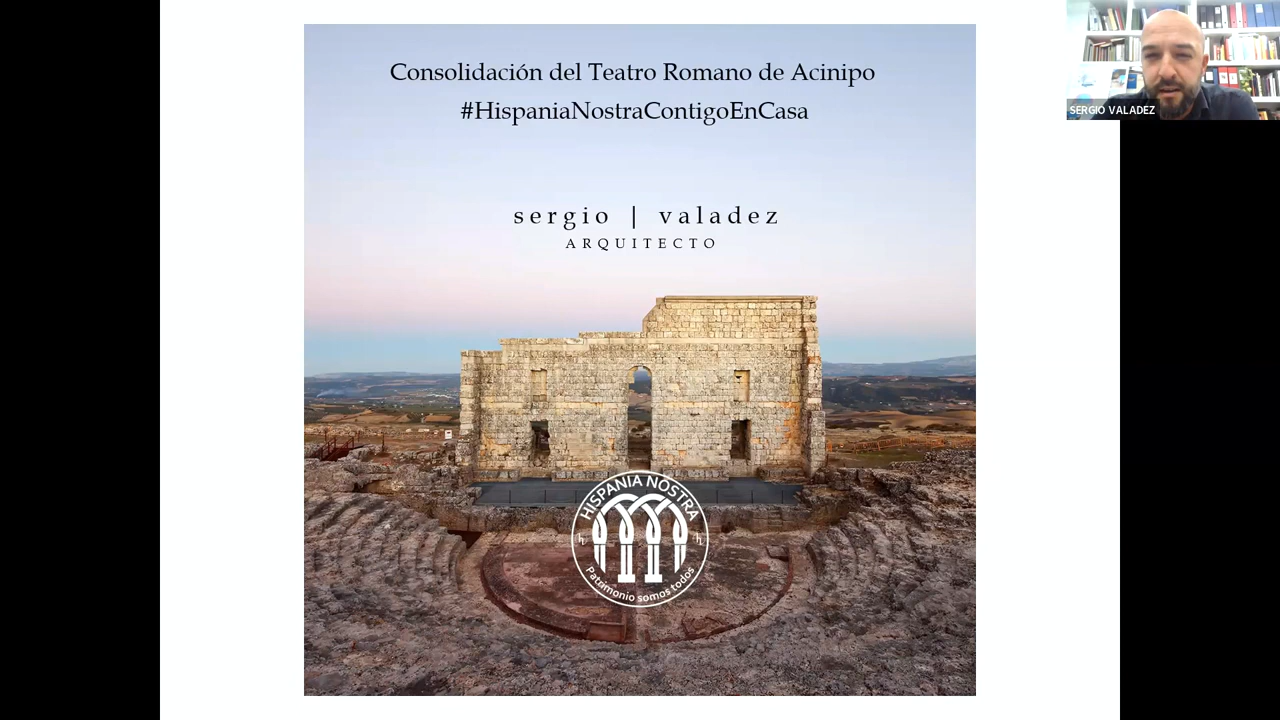 Consolidación del Teatro Romano de Acinipo
#HispaniaNostraContigoEnCasa
SERGIO VALADEZ
sergio | valadez
ARQUITECTO
HISPANIA NOSTRA
h h
Patrimonio somos todos